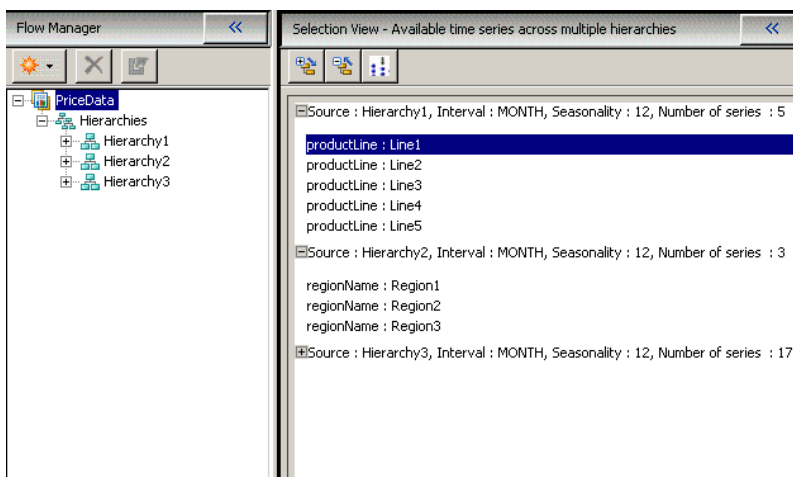 Flow Manager
PriceData
Hierarchies
Hierarchy1
Hierarchy2
Hierarchy3
Selection View - Available time series across multiple hierarchies
Source : Hierarchy1, Interval : MONTH, Seasonality : 12, Number of series : 5
productLine : Line1
productLine : Line2
productLine : Line3
productLine : Line4
productLine : Line5
Source : Hierarchy2, Interval : MONTH, Seasonality : 12, Number of series : 3
regionName : Region1
regionName : Region2
regionName : Region3
Source : Hierarchy3, Interval : MONTH, Seasonality : 12, Number of series : 17